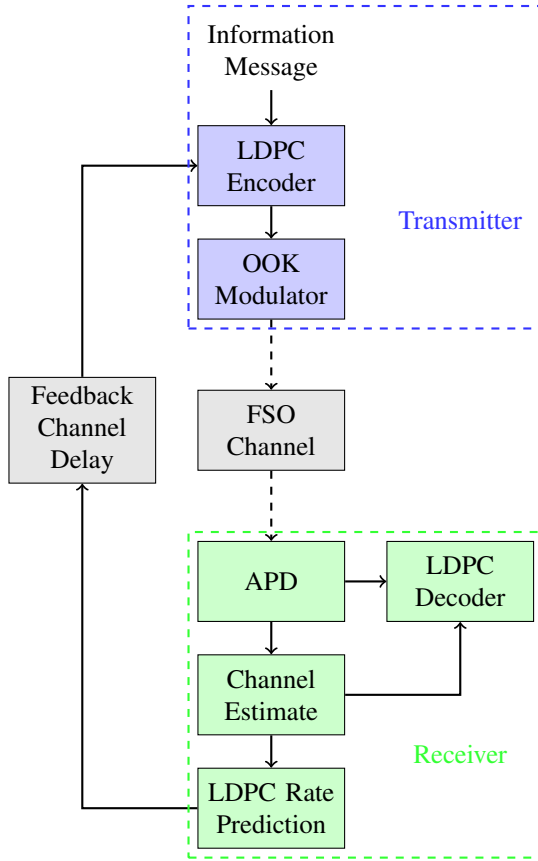 Information
Message
LDPC
Encoder
Transmitter
OOK
Modulator
Feedback
Channel
Delay
FSO
Channel
APD
LDPC
Decoder
Channel
Estimate
Receiver
LDPC Rate
Prediction